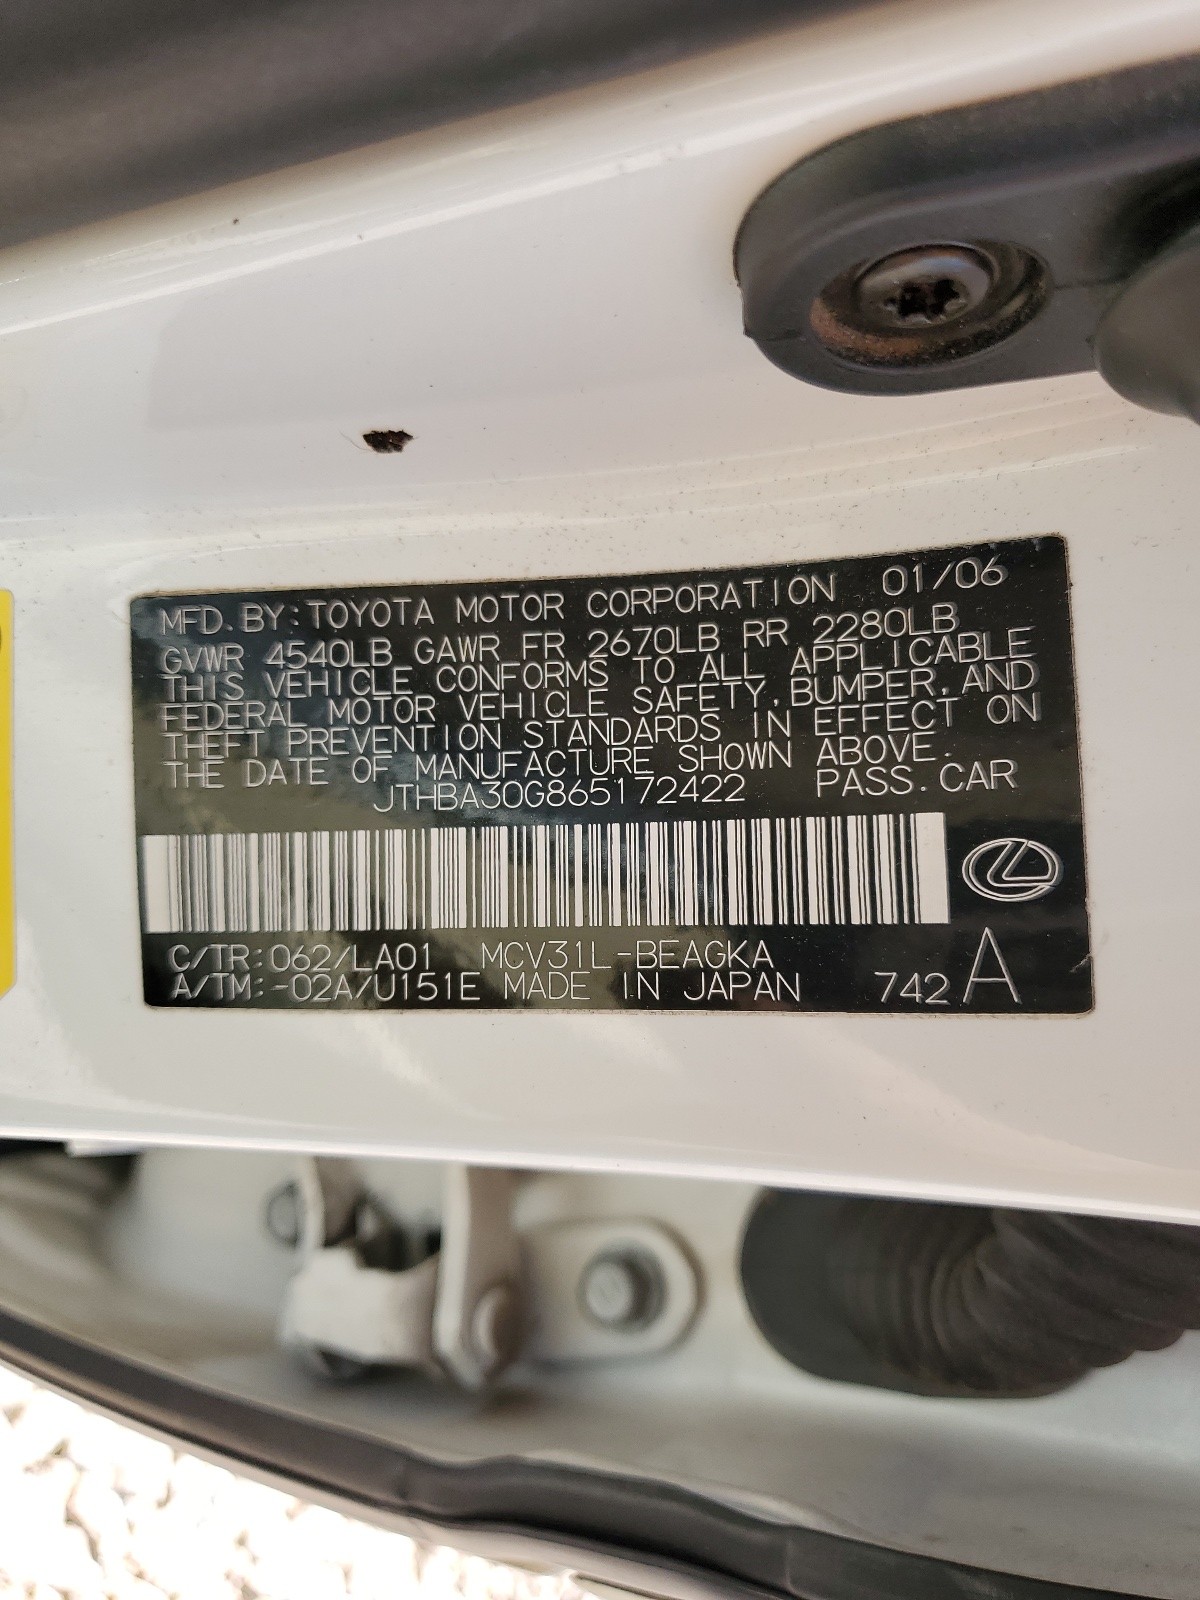 MFD. BY: TOYOTA MOTOR CORPORATION 01/06
GVWR 4540LB GAWR FR 2670LB RR 2280LB
THIS VEHICLE CONFORMS TO ALL APPLICABLE
FEDERAL MOTOR VEHICLE SAFETY, BUMPER, AND
THEFT PREVENTION STANDARDS IN EFFECT ON
THE DATE OF MANUFACTURE SHOWN ABOVE.
JTHBA30G865172422 PASS. CAR
C/TR: 062/LA01 MCV31L-BEAGKA
A/TM: -02A/U151E MADE IN JAPAN 742 A